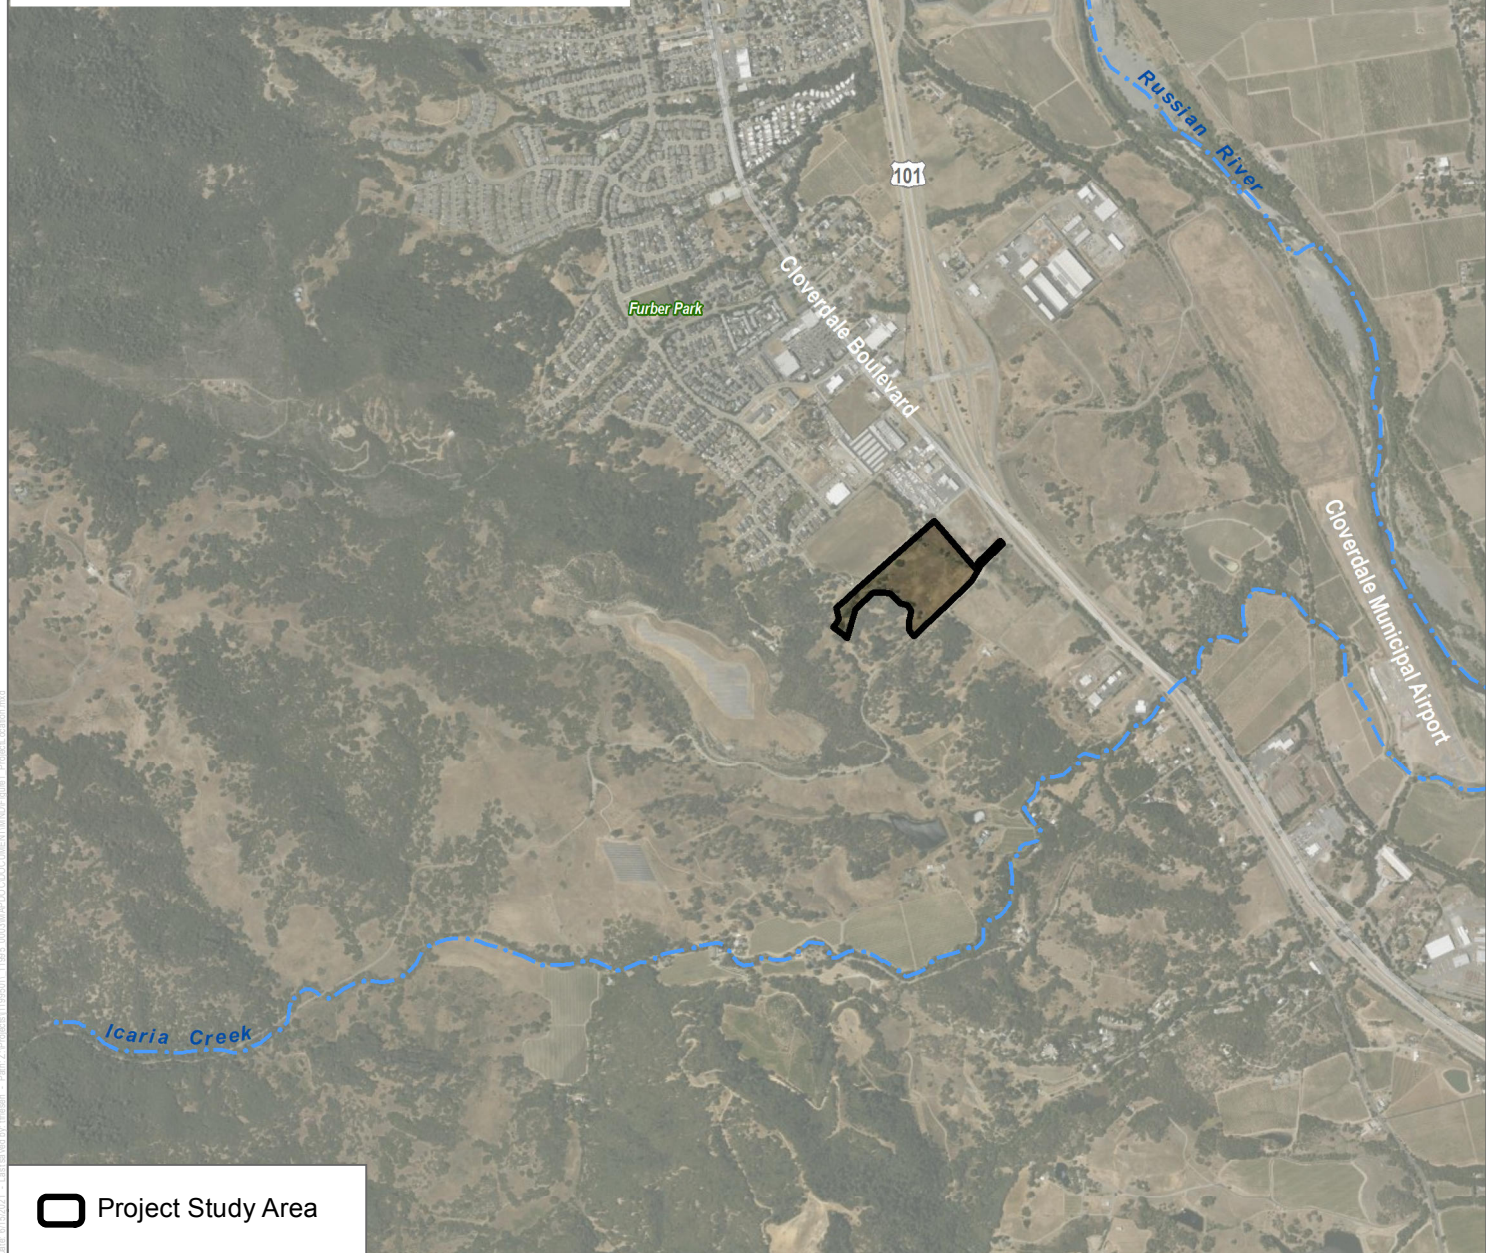 Russian River
101
Cloverdale Boulevard
Furber Park
Cloverdale Municipal Airport
Icaria Creek
Project Study Area